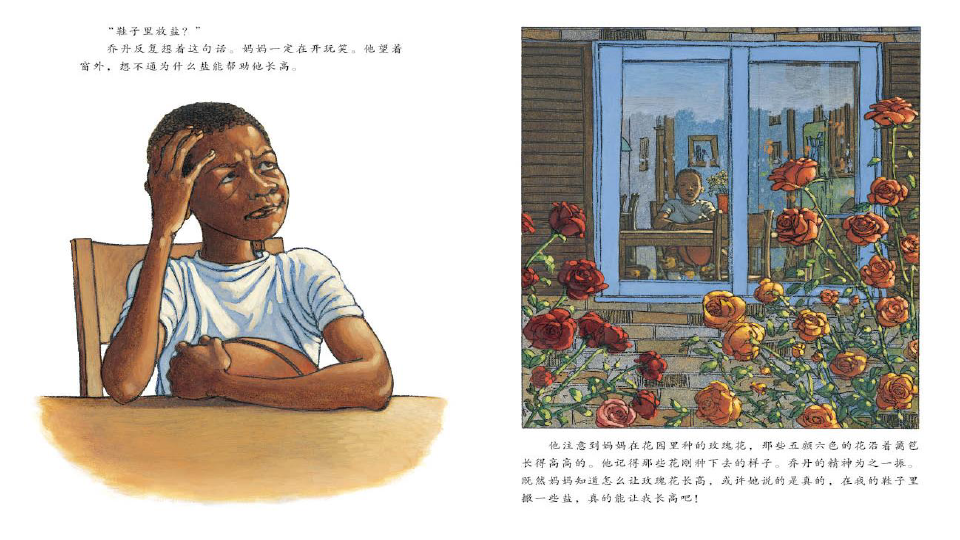 “鞋子里放盐？”
乔丹反复想着这句话。妈妈一定在开玩笑。他望着
窗外，想不通为什么盐能帮助他长高。
他注意到妈妈在花园里种的玫瑰花，那些五颜六色的花沿着篱笆
长得高高的。他记得那些花刚种下去的样子。乔丹的精神为之一振。
既然妈妈知道怎么让玫瑰花长高，或许她说的是真的，在我的鞋子里
撒一些盐，真的能让我长高吧！